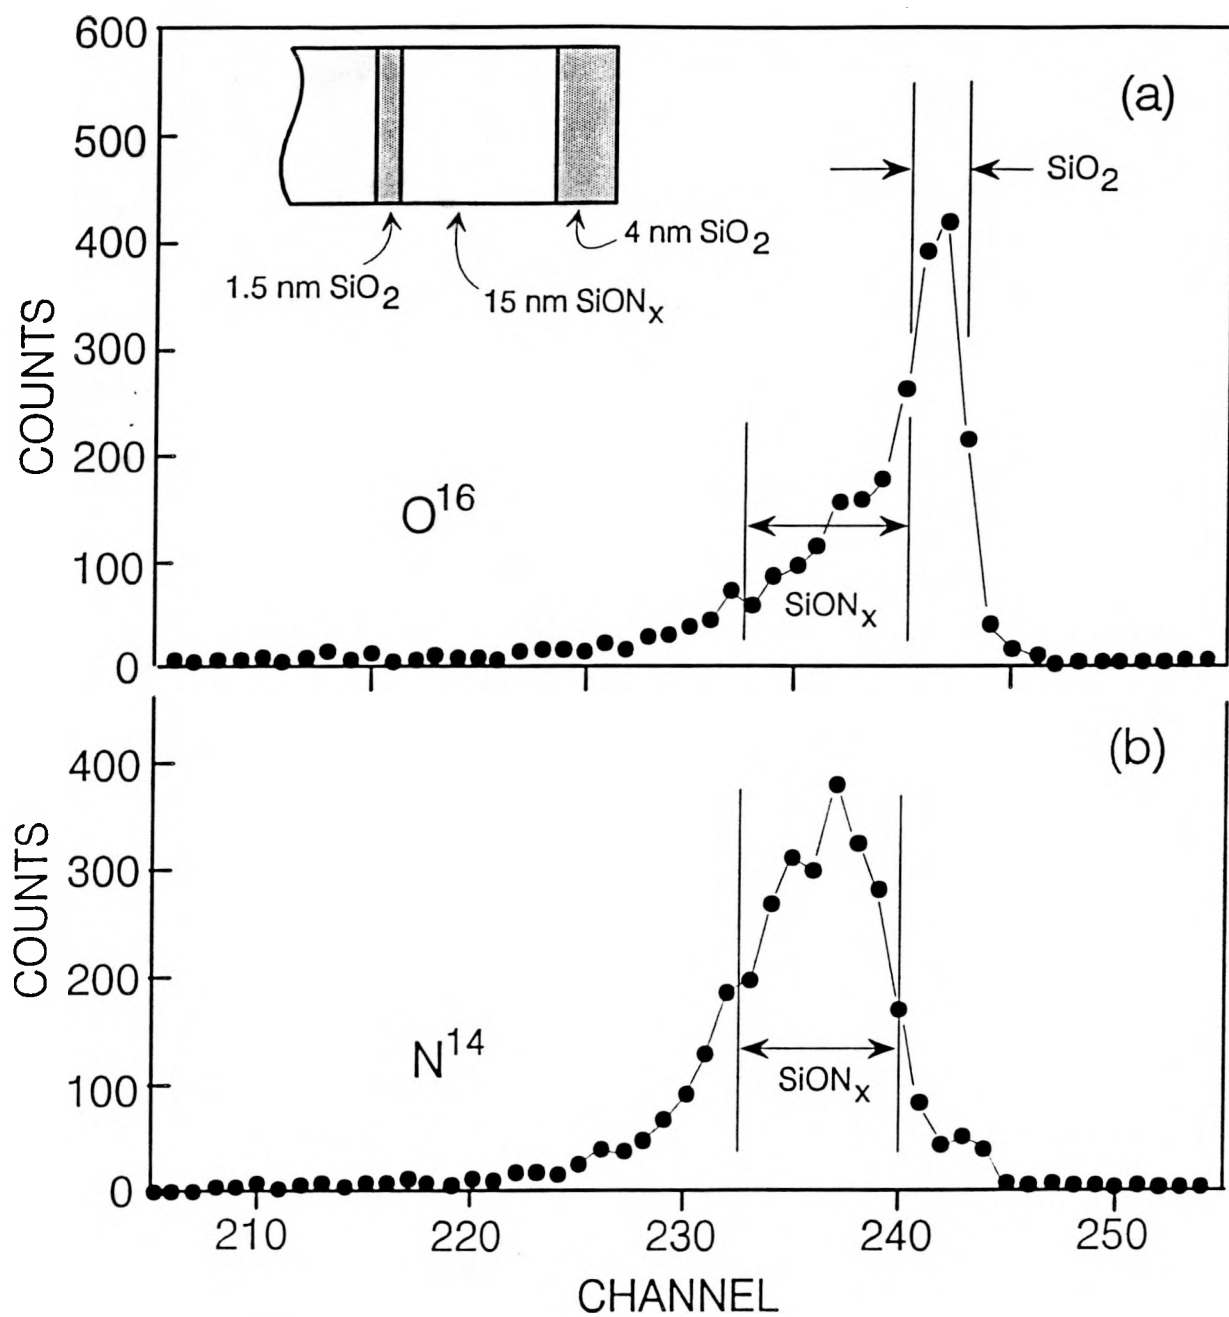 600
500
400
300
200
100
0
COUNTS
(a)
SiO2
4 nm SiO2
1.5 nm SiO2
15 nm SiONx
O16
SiONx
400
300
200
100
0
COUNTS
(b)
N14
SiONx
210 220 230 240 250
CHANNEL